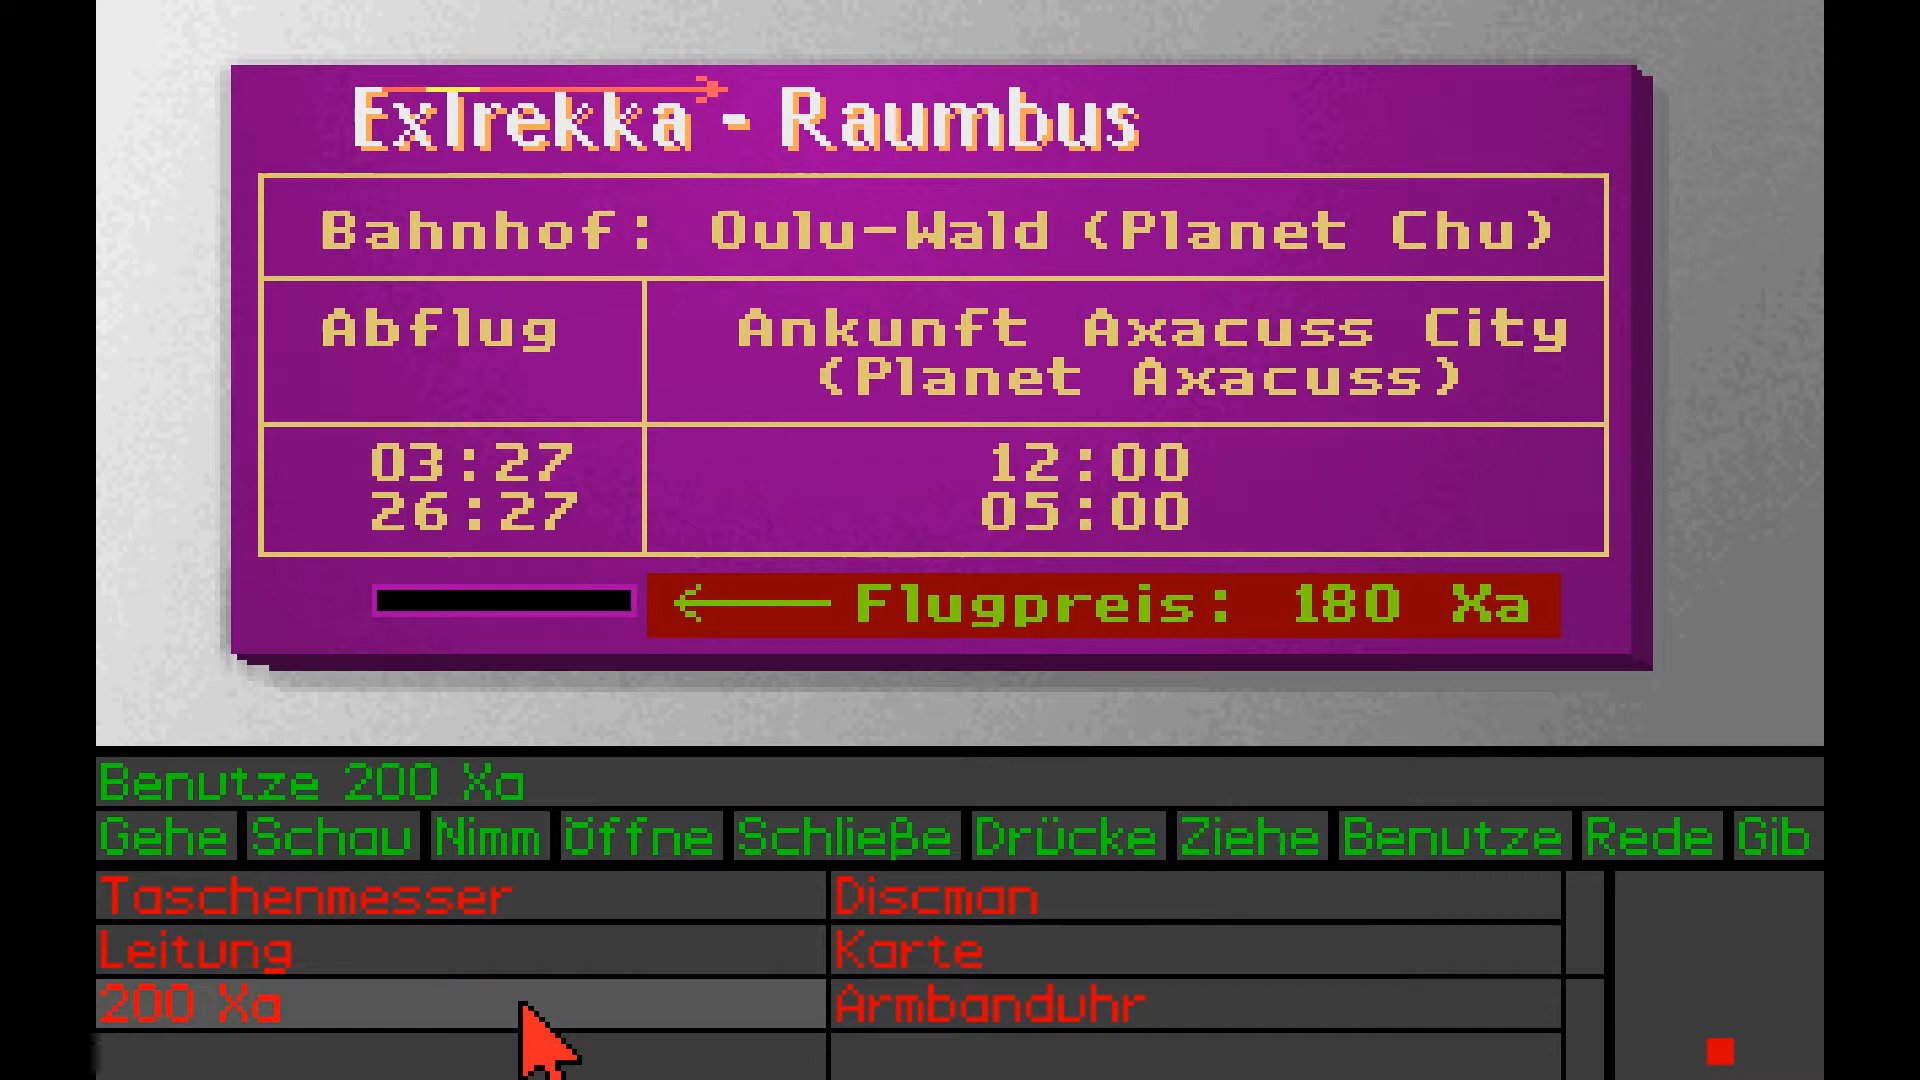 ExTrekka - Raumbus
Bahnhof: Oulu-Wald (Planet Chu)
Abflug
Ankunft Axacuss City
(Planet Axacuss)
03:27 12:00
26:27 05:00
Flugpreis: 180 Xa
Benutze 200 Xa
Gehe Schau Nimm Öffne Schließe Drücke Ziehe Benutze Rede Gib
Taschenmesser Discman
Leitung Karte
200 Xa Armbanduhr